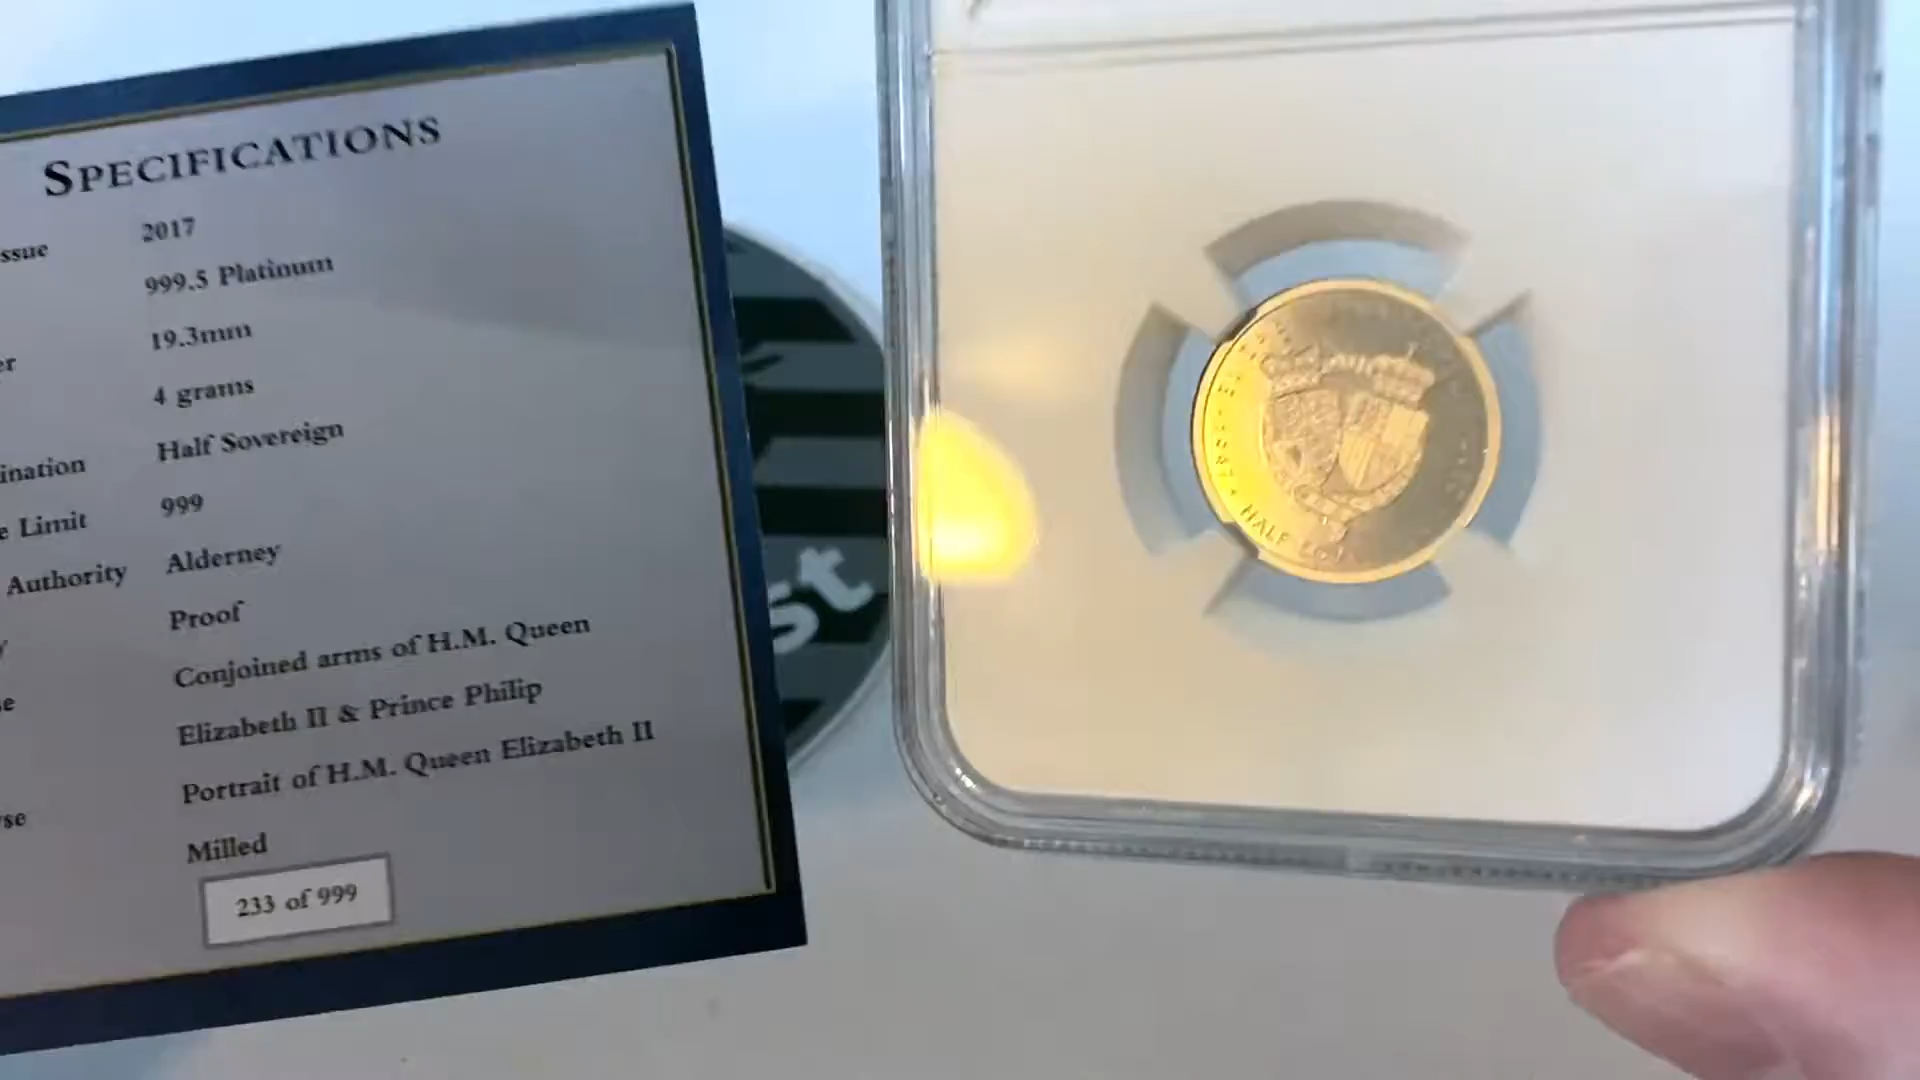 SPECIFICATIONS
ssue 2017
999.5 Platinum
er 19.3mm
4 grams
ination Half Sovereign
e Limit 999
Authority Alderney
y Proof
se Conjoined arms of H.M. Queen
Elizabeth II & Prince Philip
rse Portrait of H.M. Queen Elizabeth II
Milled
233 of 999
st
HALF